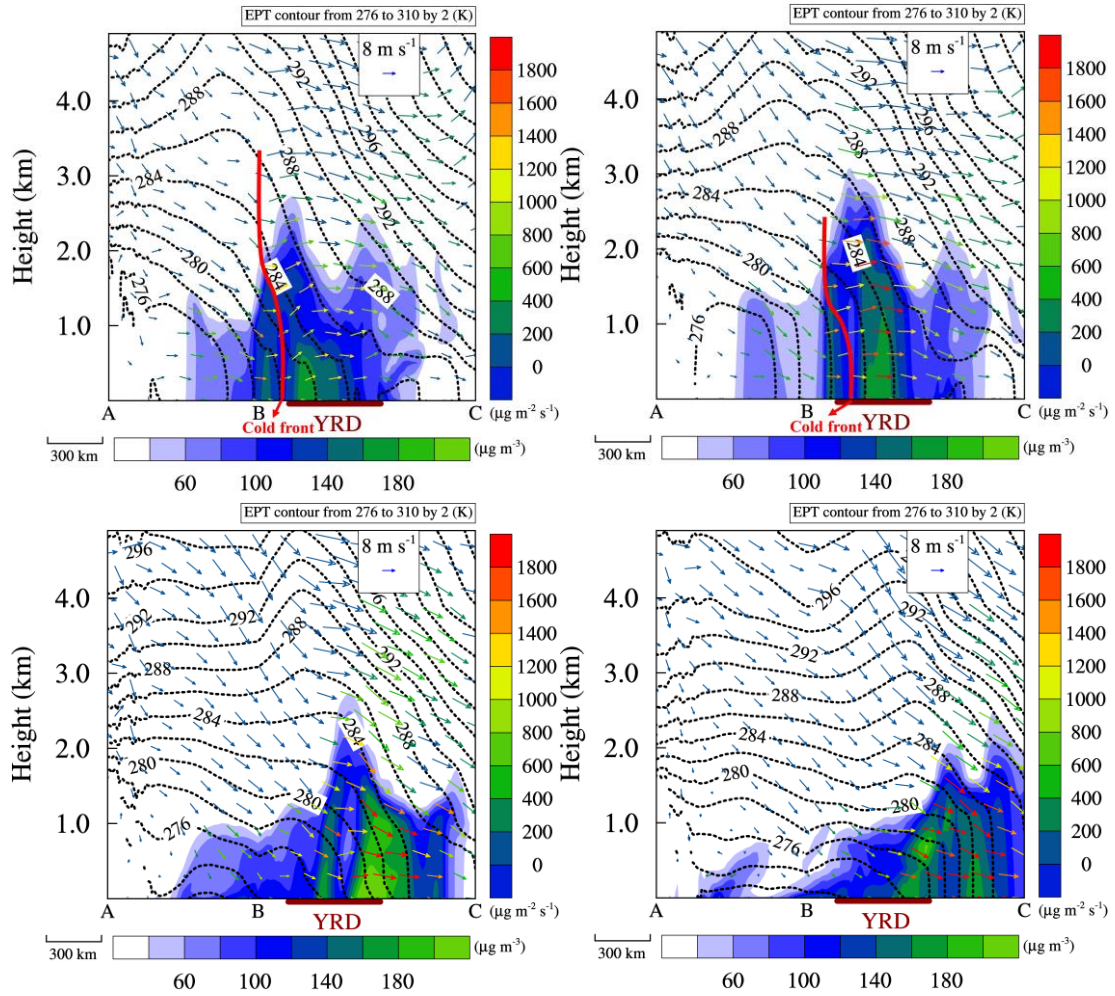 EPT contour from 276 to 310 by 2 (K)
8 m s⁻¹
Height (km)
4.0
3.0
2.0
1.0
292
288
296
284
288
292
280
284
276
288
1800
1600
1400
1200
1000
800
600
400
200
0
(μg m⁻² s⁻¹)
A
B
C
Cold front
YRD
300 km
60
100
140
180
(μg m⁻³)
EPT contour from 276 to 310 by 2 (K)
8 m s⁻¹
Height (km)
4.0
3.0
2.0
1.0
292
296
288
288
284
292
284
288
280
276
1800
1600
1400
1200
1000
800
600
400
200
0
(μg m⁻² s⁻¹)
A
B
C
Cold front
YRD
300 km
60
100
140
180
(μg m⁻³)
EPT contour from 276 to 310 by 2 (K)
8 m s⁻¹
Height (km)
4.0
3.0
2.0
1.0
296
296
292
292
288
292
288
284
284
288
280
280
276
1800
1600
1400
1200
1000
800
600
400
200
0
(μg m⁻² s⁻¹)
A
B
C
YRD
300 km
60
100
140
180
(μg m⁻³)
EPT contour from 276 to 310 by 2 (K)
8 m s⁻¹
Height (km)
4.0
3.0
2.0
1.0
296
296
292
292
288
288
284
284
280
280
276
1800
1600
1400
1200
1000
800
600
400
200
0
(μg m⁻² s⁻¹)
A
B
C
YRD
300 km
60
100
140
180
(μg m⁻³)